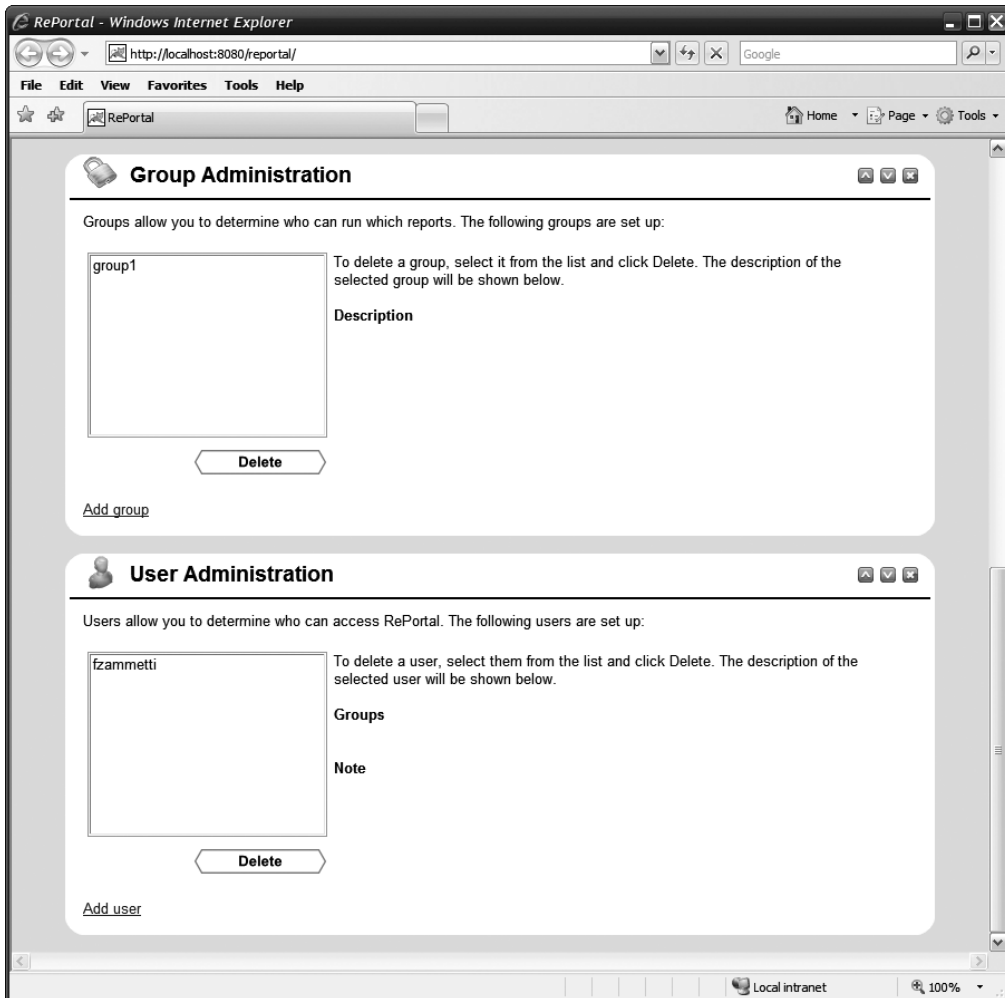 RePortal - Windows Internet Explorer
http://localhost:8080/reportal/
Google
File Edit View Favorites Tools Help
RePortal
Home Page Tools
Group Administration
Groups allow you to determine who can run which reports. The following groups are set up:
group1
To delete a group, select it from the list and click Delete. The description of the
selected group will be shown below.
Description
Delete
Add group
User Administration
Users allow you to determine who can access RePortal. The following users are set up:
fzammetti
To delete a user, select them from the list and click Delete. The description of the
selected user will be shown below.
Groups
Note
Delete
Add user
Local intranet
100%